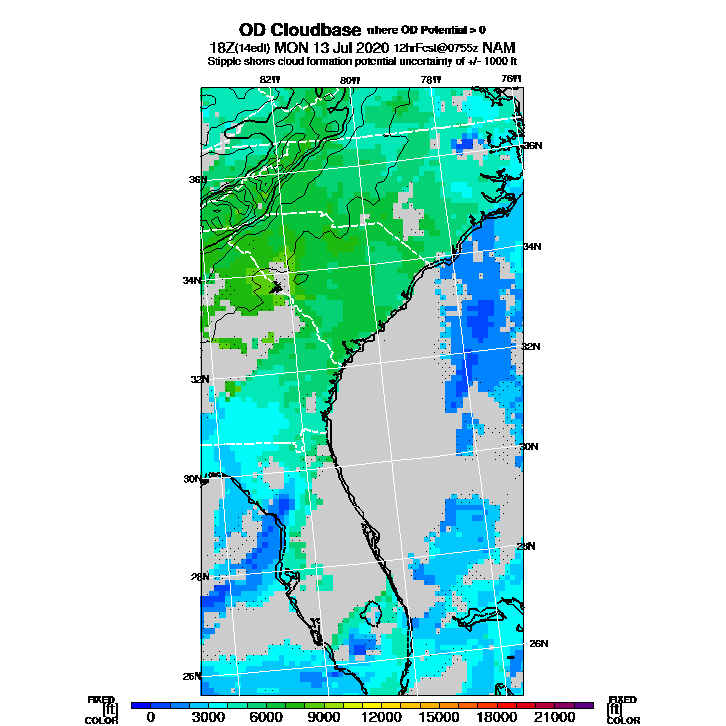 OD Cloudbase where OD Potential > 0
18Z(14edt) MON 13 Jul 2020 12hrFcst@0755z NAM
Stipple shows cloud formation potential uncertainty of +/- 1000 ft
82W 80W 78W 76W
36N 36N
34N 34N
32N 32N
30N 30N
28N 28N
26N 26N
FIXED FIXED
[ft] 0 3000 6000 9000 12000 15000 18000 21000 [ft]
COLOR COLOR